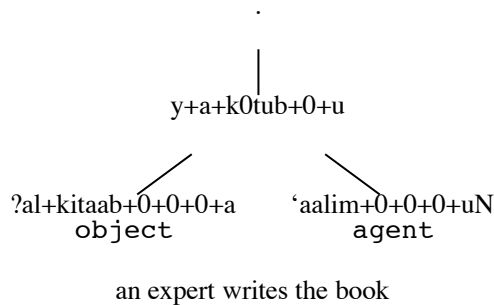 .
y+a+k0tub+0+u
?al+kitaab+0+0+0+a ‘aalim+0+0+0+uN
object agent
an expert writes the book